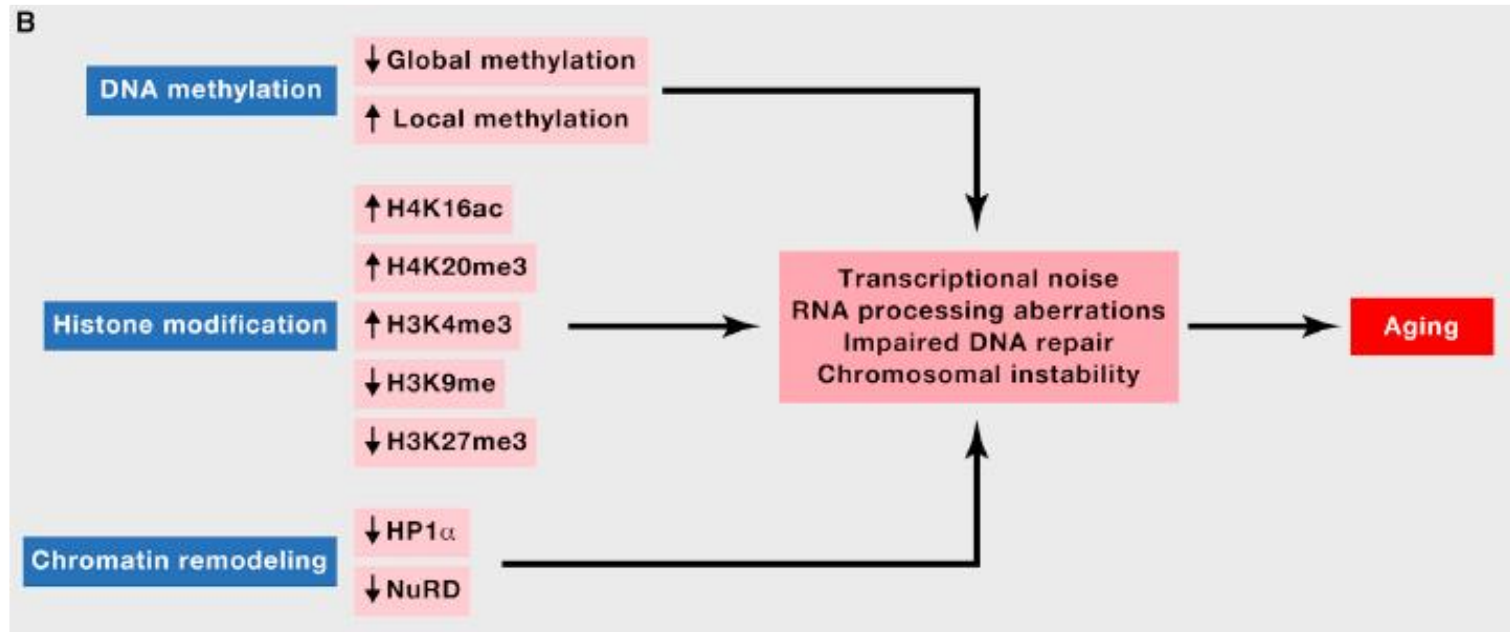 B
DNA methylation
↓ Global methylation
↑ Local methylation
Histone modification
↑ H4K16ac
↑ H4K20me3
↑ H3K4me3
↓ H3K9me
↓ H3K27me3
Chromatin remodeling
↓ HP1α
↓ NuRD
Transcriptional noise
RNA processing aberrations
Impaired DNA repair
Chromosomal instability
Aging